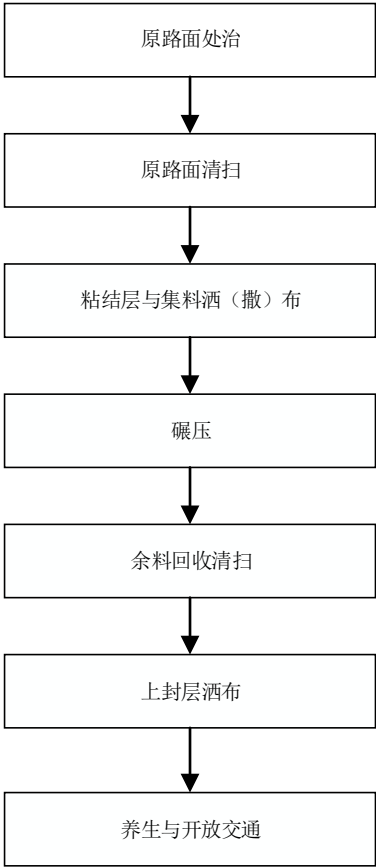 原路面处治
原路面清扫
粘结层与集料洒（撒）布
碾压
余料回收清扫
上封层洒布
养生与开放交通